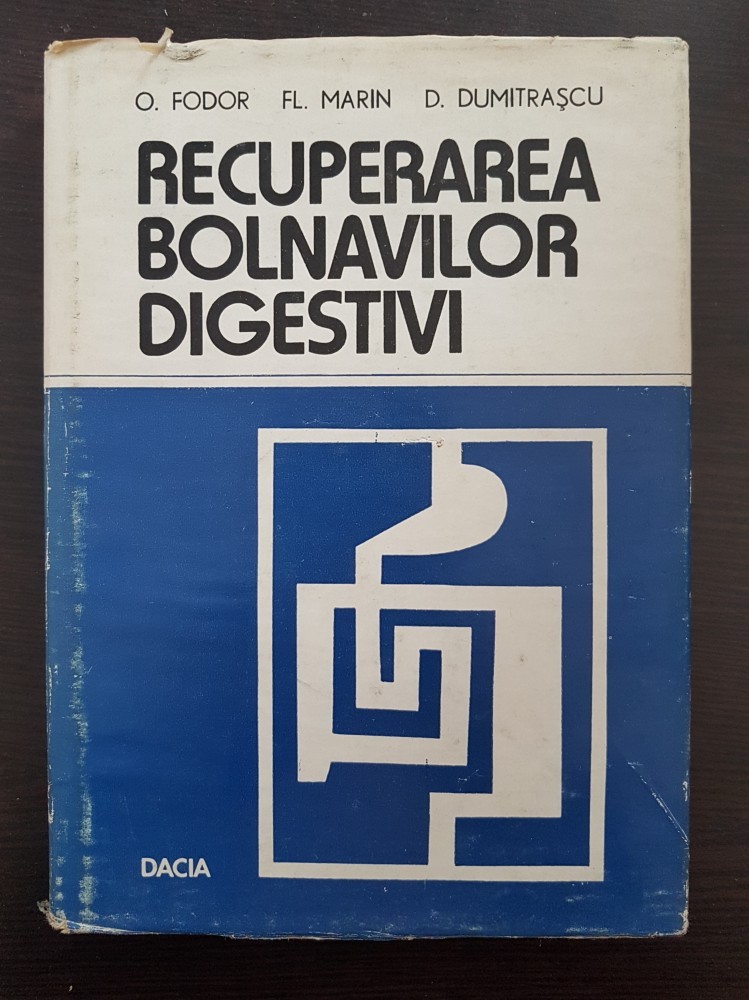 O. FODOR FL. MARIN D. DUMITRAŞCU
RECUPERAREA
BOLNAVILOR
DIGESTIVI
DACIA